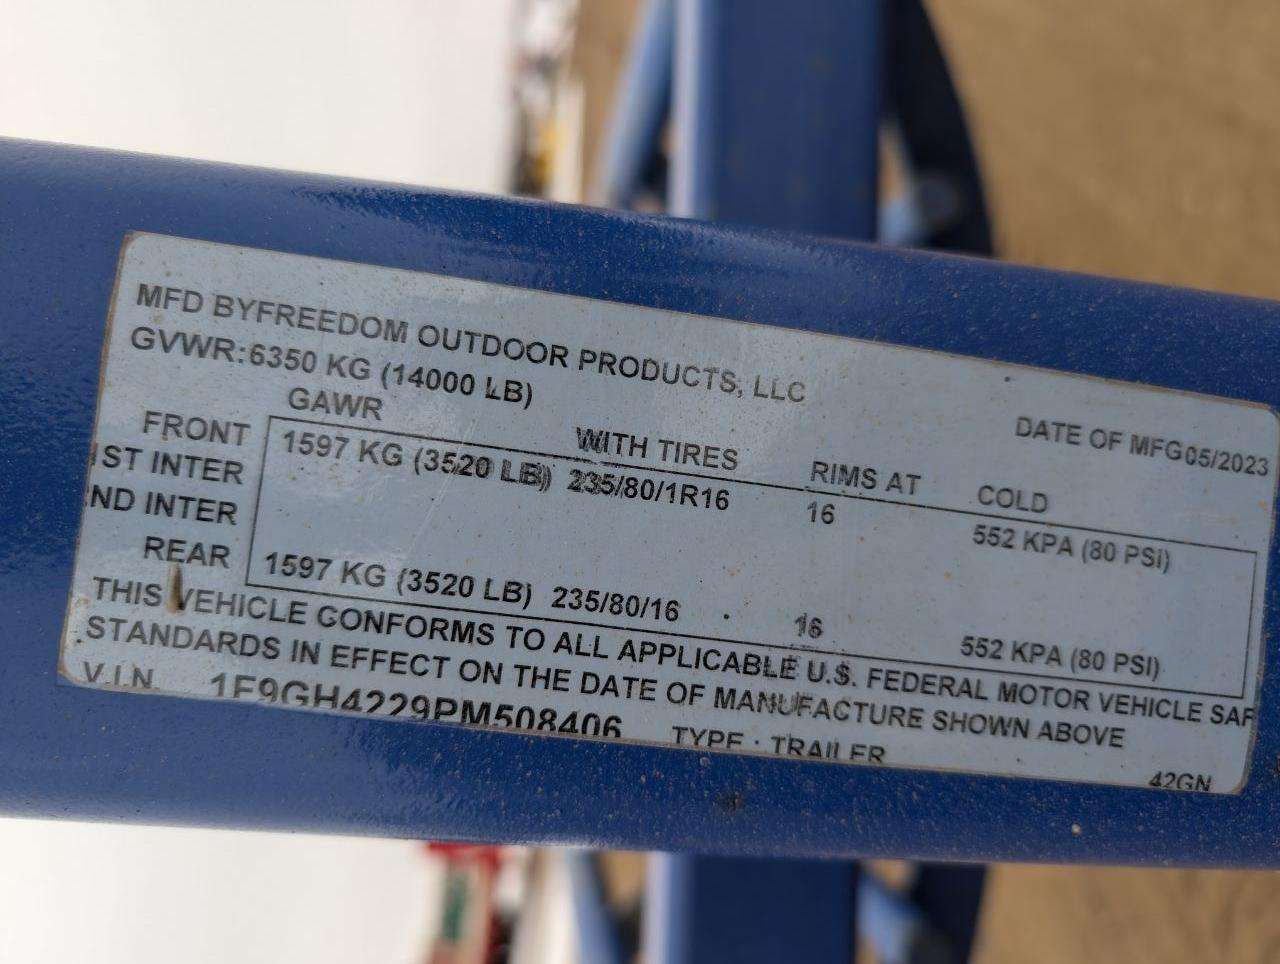 MFD BYFREEDOM OUTDOOR PRODUCTS, LLC
GVWR:6350 KG (14000 LB) DATE OF MFG05/2023
GAWR WITH TIRES RIMS AT COLD
FRONT 1597 KG (3520 LB) 235/80/1R16 16 552 KPA (80 PSI)
ST INTER
ND INTER
REAR 1597 KG (3520 LB) 235/80/16 . 16 552 KPA (80 PSI)
THIS VEHICLE CONFORMS TO ALL APPLICABLE U.S. FEDERAL MOTOR VEHICLE SAF
STANDARDS IN EFFECT ON THE DATE OF MANUFACTURE SHOWN ABOVE
V.I.N. 1F9GH4229PM508406 TYPE : TRAILER 42GN